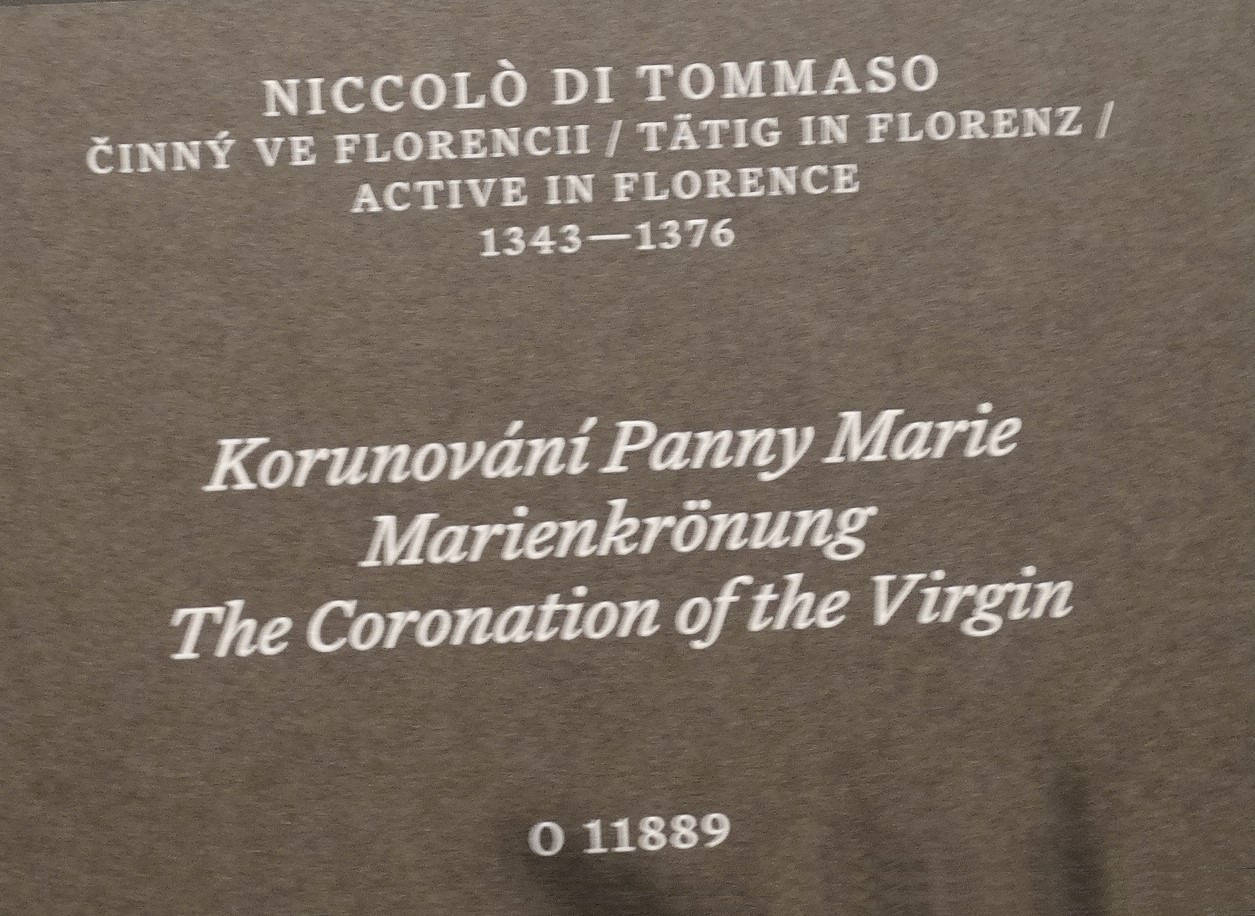 NICCOLÒ DI TOMMASO
ČINNÝ VE FLORENCII / TÄTIG IN FLORENZ /
ACTIVE IN FLORENCE
1343—1376
Korunování Panny Marie
Marienkrönung
The Coronation of the Virgin
O 11889